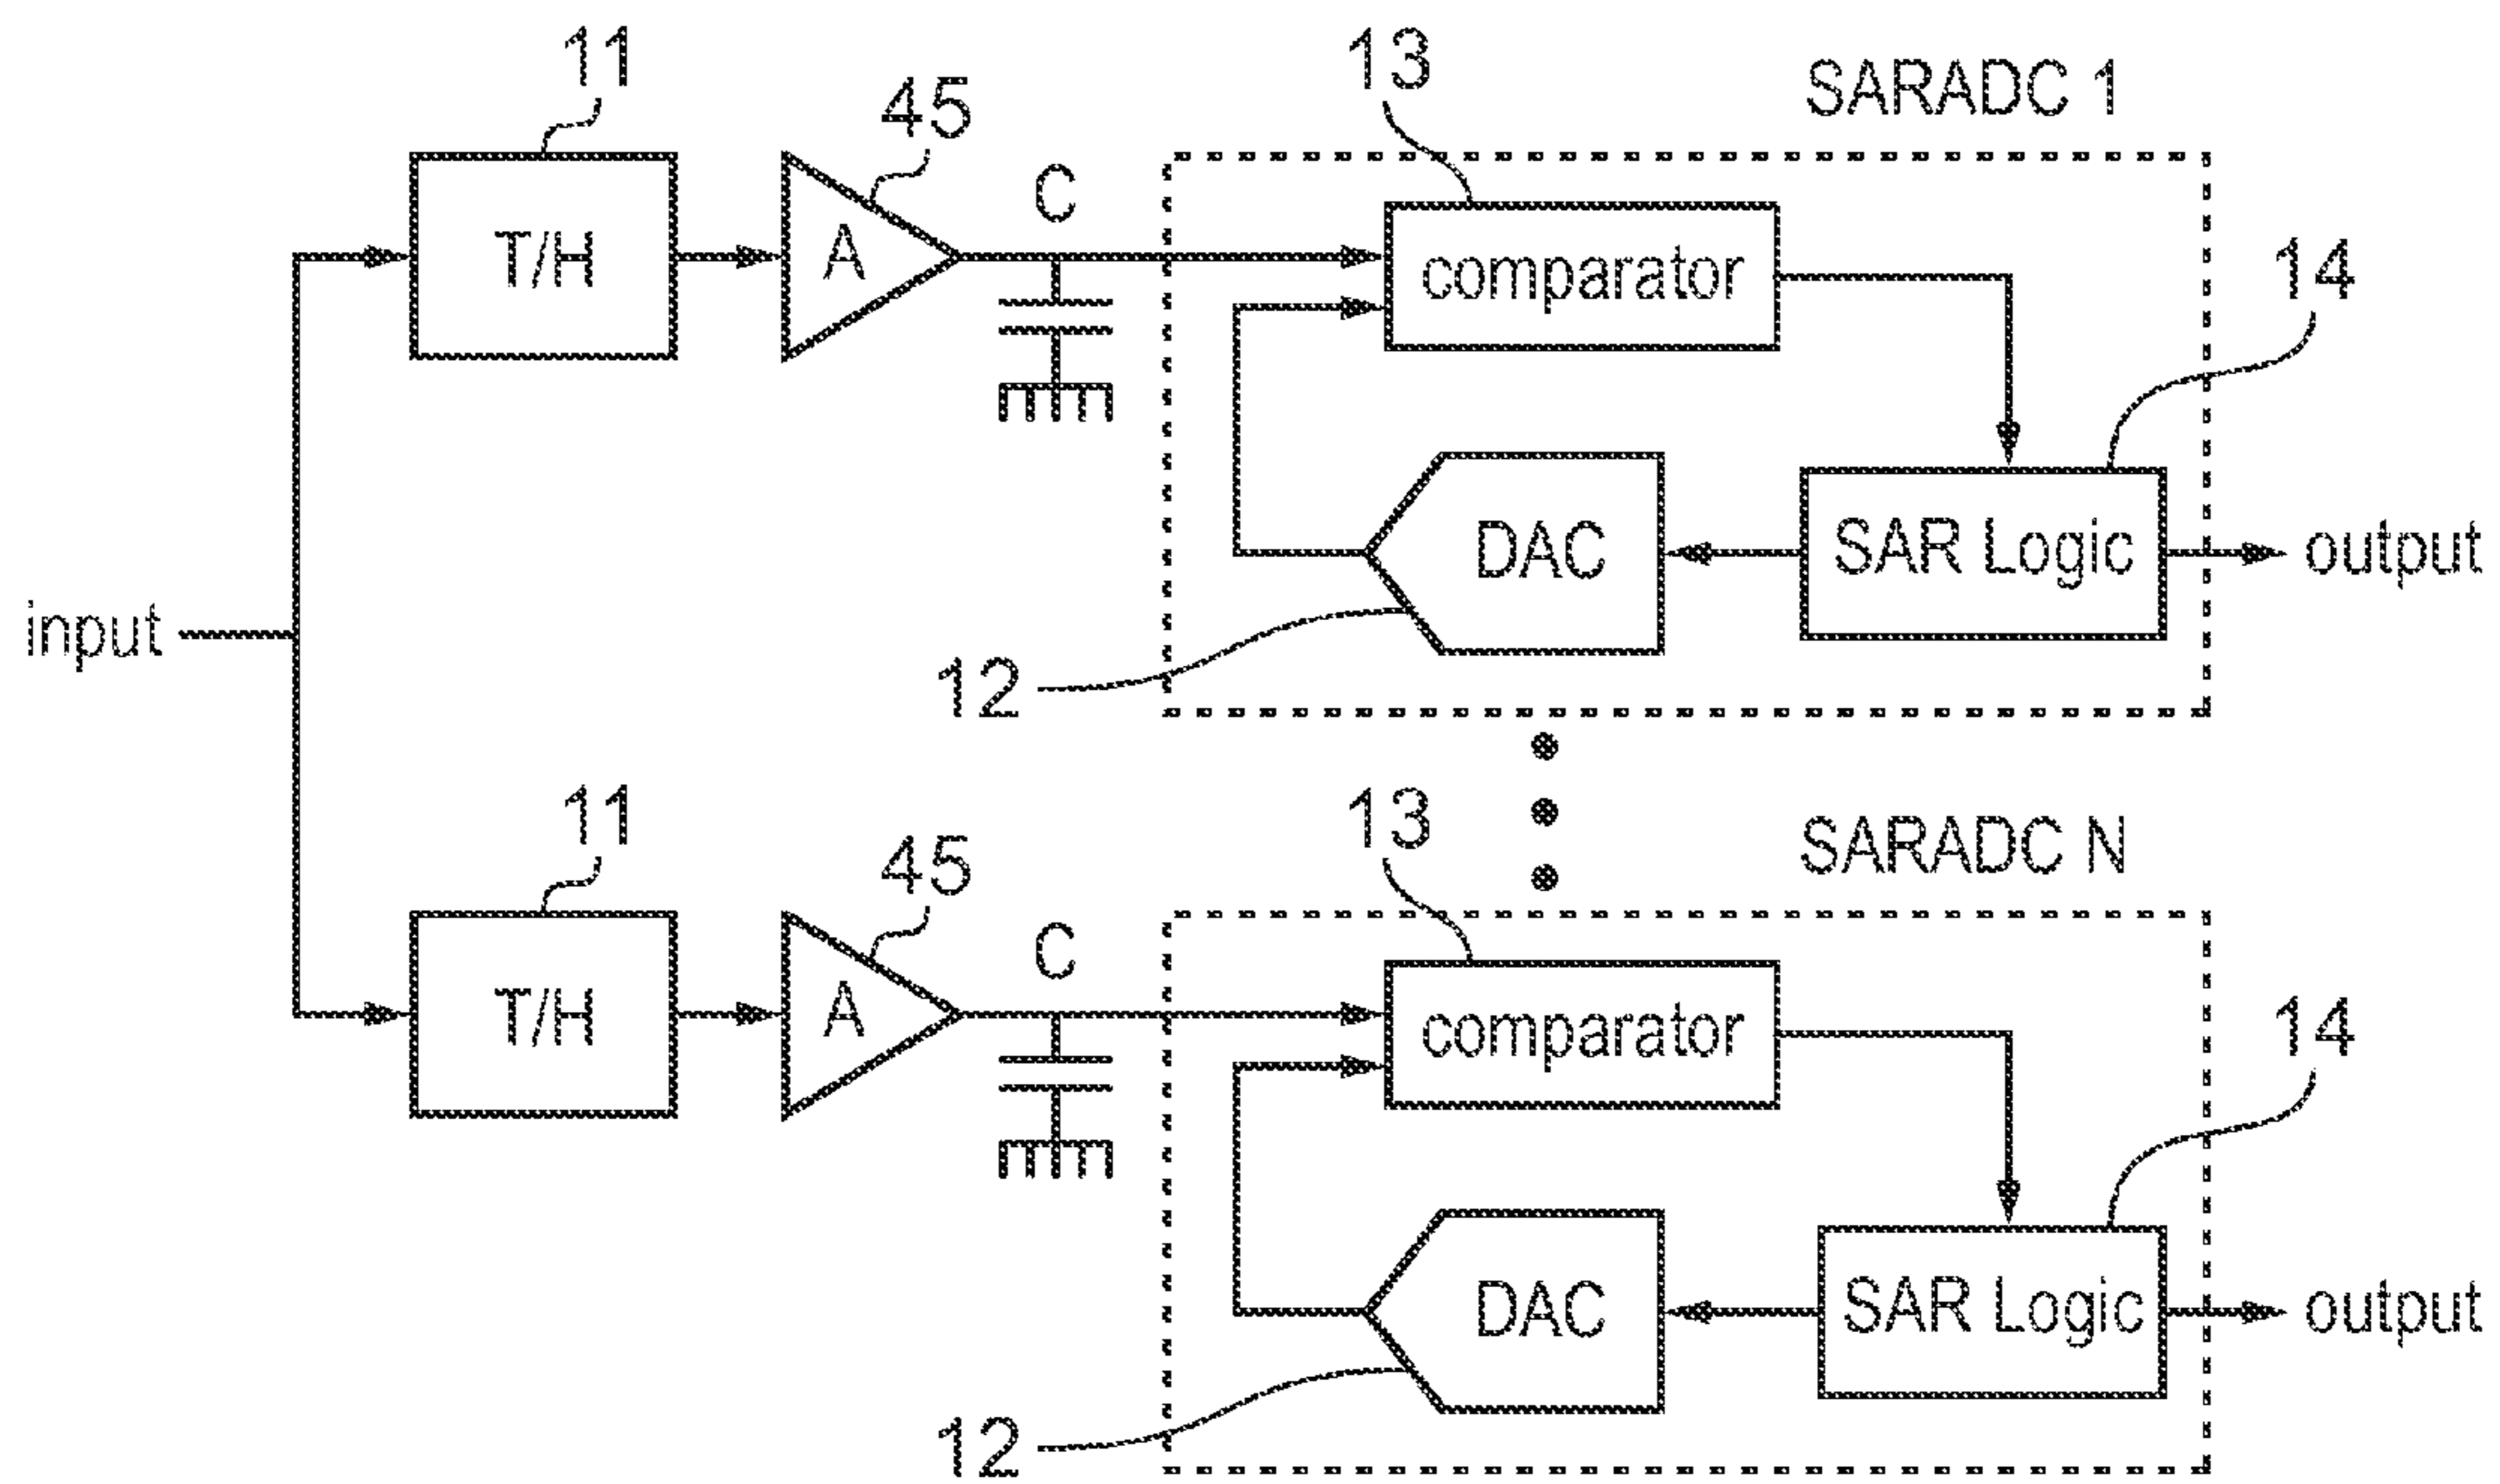 11
45
C
13
SARADC 1
T/H
A
comparator
14
DAC
SAR Logic
output
input
12
11
45
C
13
SARADC N
T/H
A
comparator
14
DAC
SAR Logic
output
12